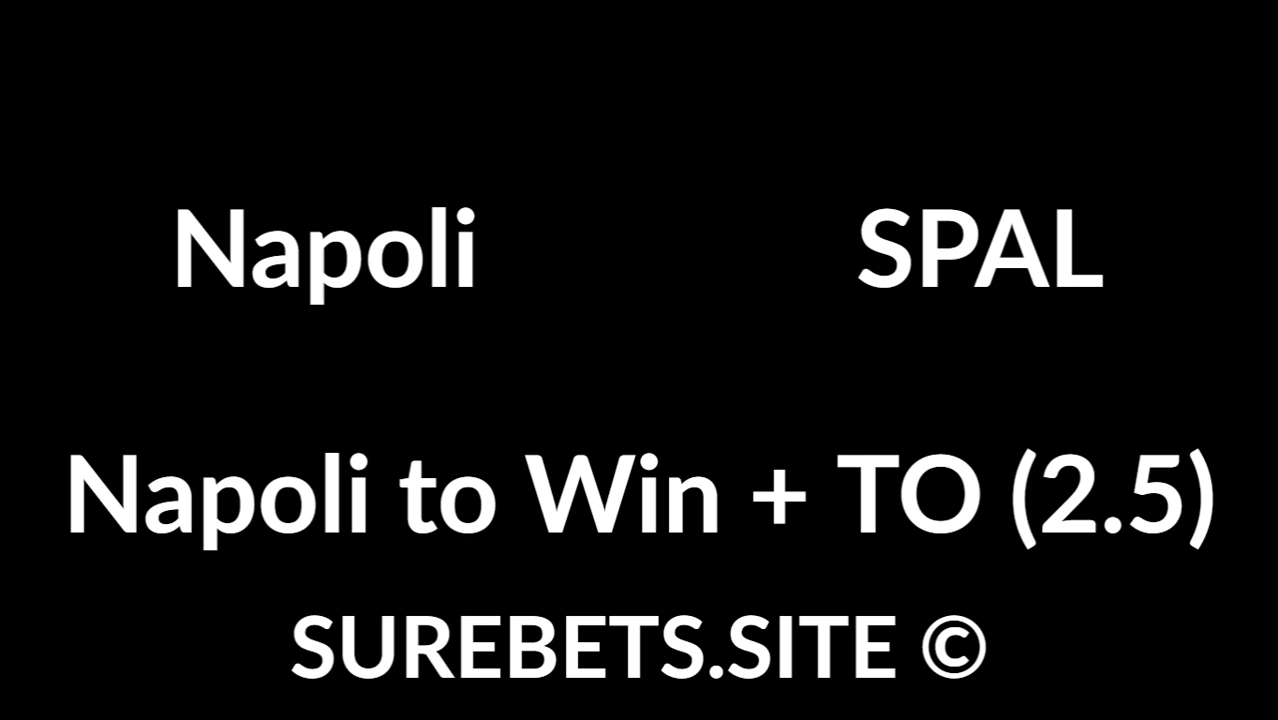 Napoli SPAL
Napoli to Win + TO (2.5)
SUREBETS.SITE ©